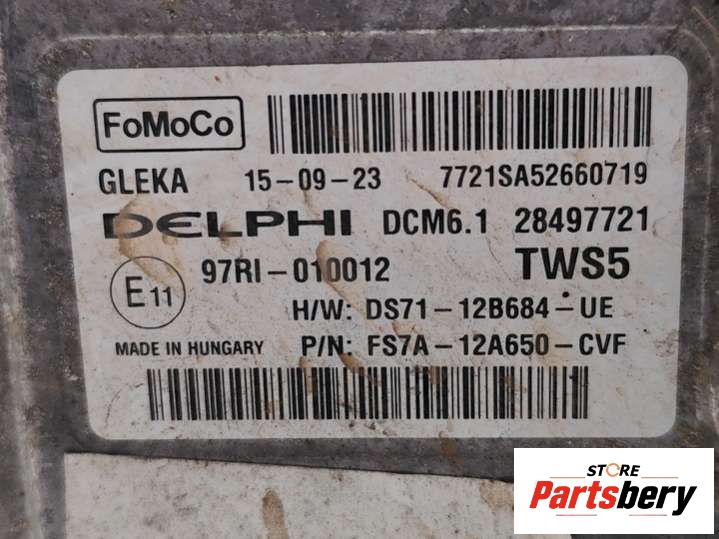 FoMoCo
GLEKA 15-09-23 7721SA52660719
DELPHI DCM6.1 28497721
E11 97RI-010012 TWS5
H/W: DS71-12B684-UE
MADE IN HUNGARY P/N: FS7A-12A650-CVF
STORE
Partsbery